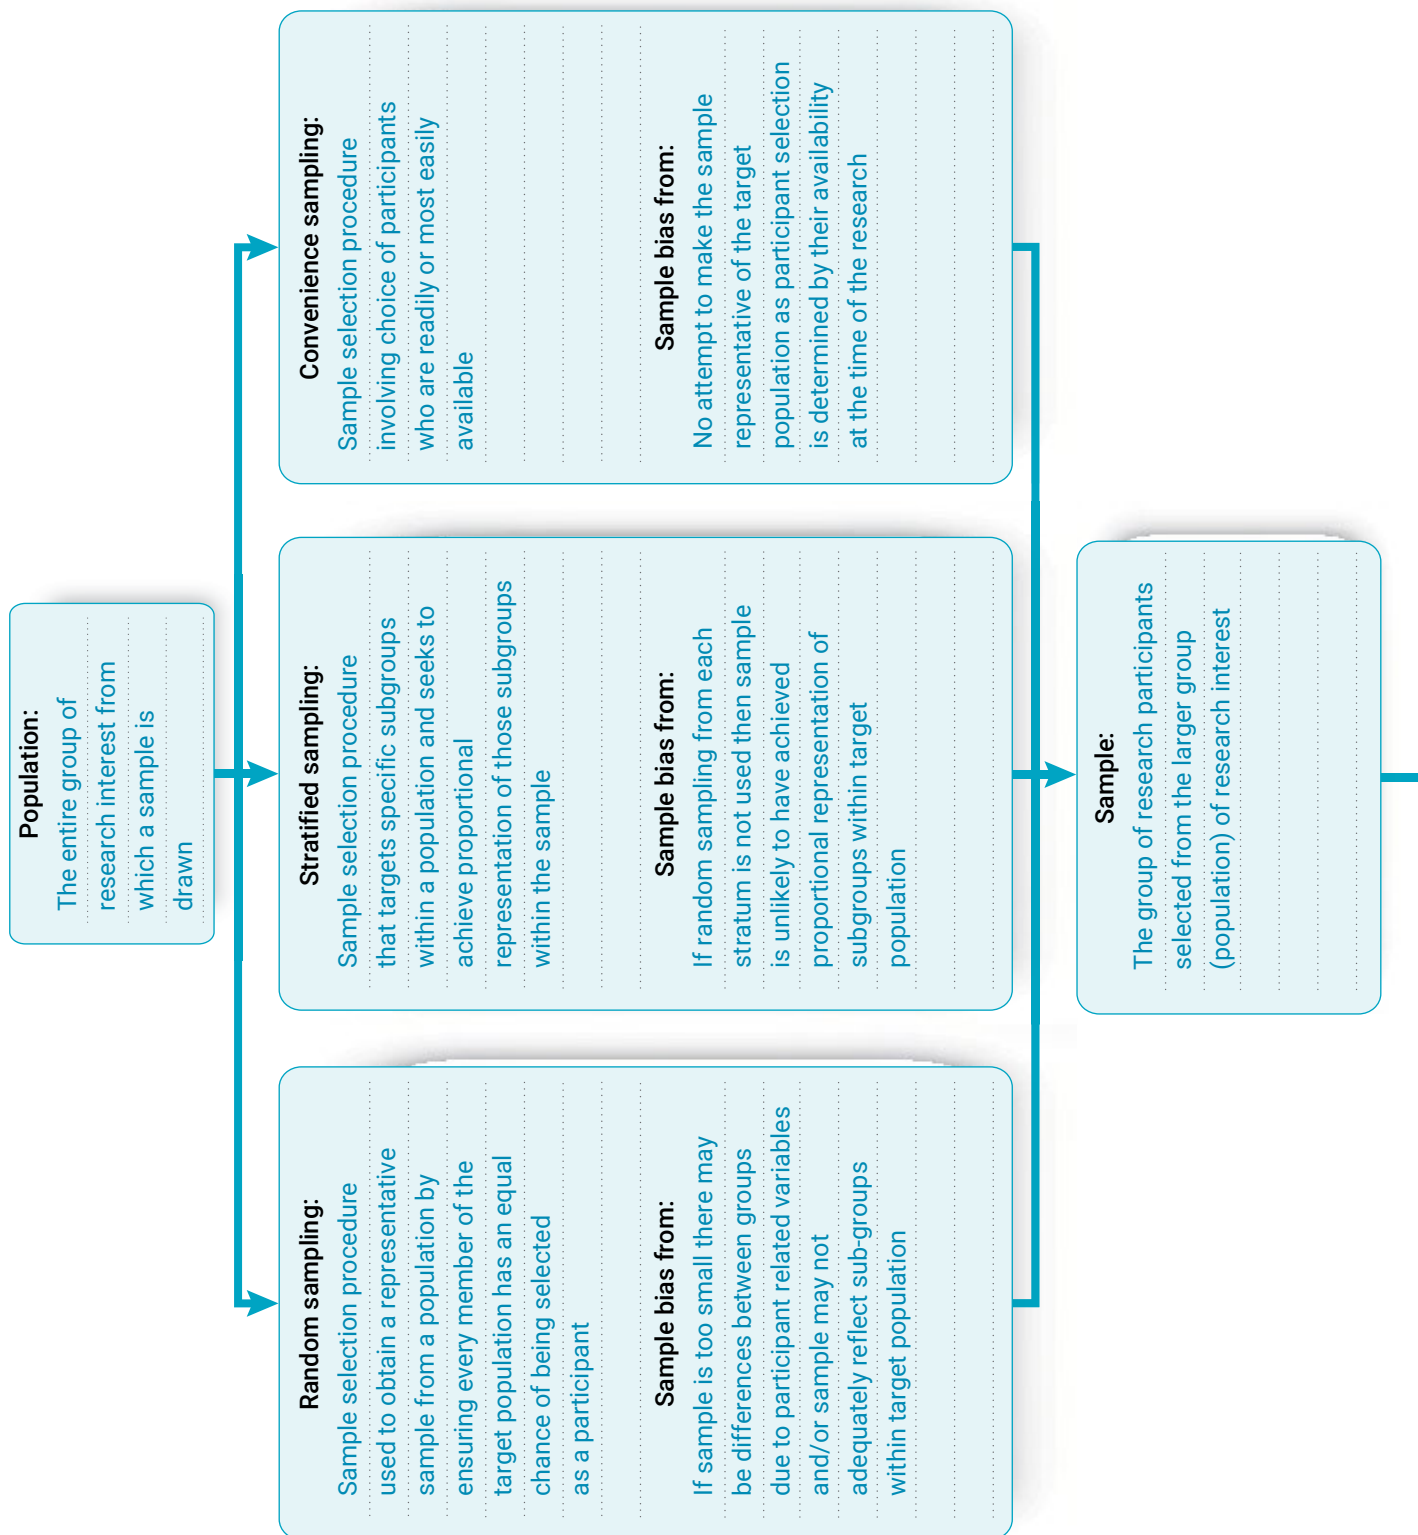 Population:
The entire group of
research interest from
which a sample is
drawn
Random sampling:
Sample selection procedure
used to obtain a representative
sample from a population by
ensuring every member of the
target population has an equal
chance of being selected
as a participant
Sample bias from:
If sample is too small there may
be differences between groups
due to participant related variables
and/or sample may not
adequately reflect sub-groups
within target population
Stratified sampling:
Sample selection procedure
that targets specific subgroups
within a population and seeks to
achieve proportional
representation of those subgroups
within the sample
Sample bias from:
If random sampling from each
stratum is not used then sample
is unlikely to have achieved
proportional representation of
subgroups within target
population
Convenience sampling:
Sample selection procedure
involving choice of participants
who are readily or most easily
available
Sample bias from:
No attempt to make the sample
representative of the target
population as participant selection
is determined by their availability
at the time of the research
Sample:
The group of research participants
selected from the larger group
(population) of research interest